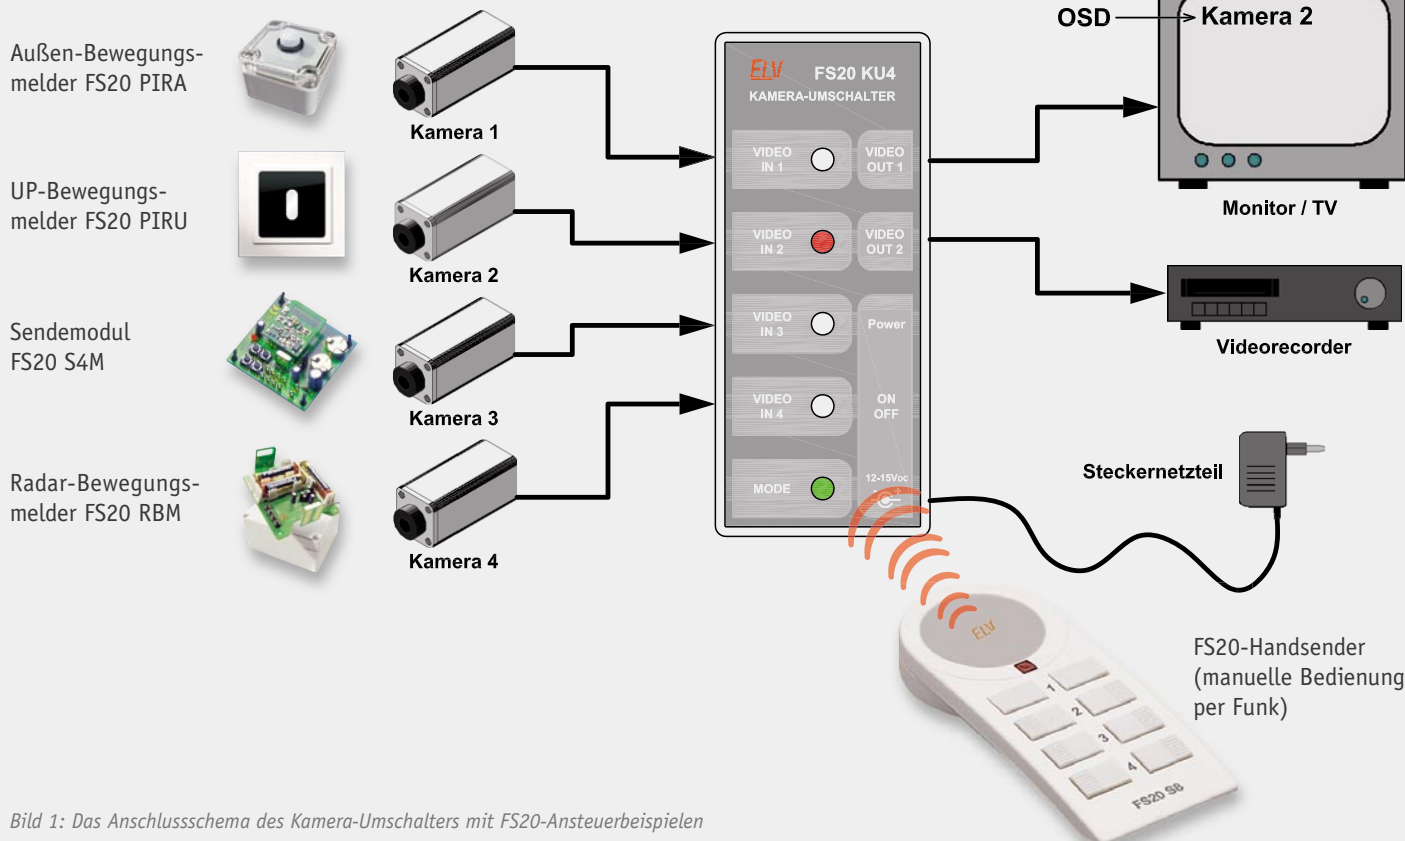 Außen-Bewegungs-
melder FS20 PIRA
UP-Bewegungs-
melder FS20 PIRU
Sendemodul
FS20 S4M
Radar-Bewegungs-
melder FS20 RBM
Kamera 1
Kamera 2
Kamera 3
Kamera 4
ELV
FS20 KU4
KAMERA-UMSCHALTER
VIDEO
IN 1
VIDEO
OUT 1
VIDEO
IN 2
VIDEO
OUT 2
VIDEO
IN 3
Power
VIDEO
IN 4
ON
OFF
MODE
12-15VDC
OSD
Kamera 2
Monitor / TV
Videorecorder
Steckernetzteil
ELV
1
2
3
4
FS20 S8
FS20-Handsender
(manuelle Bedienung
per Funk)
Bild 1: Das Anschlussschema des Kamera-Umschalters mit FS20-Ansteuerbeispielen